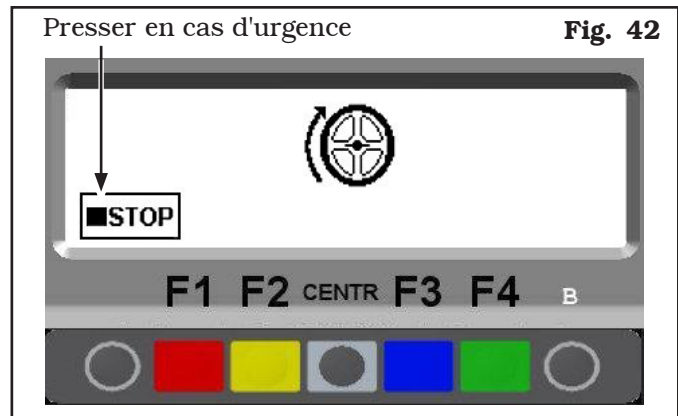 Presser en cas d'urgence
Fig. 42
■STOP
F1 F2 CENTR F3 F4 B